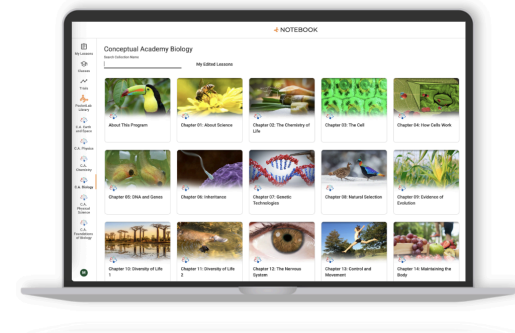 NOTEBOOK
My Lessons
Classes
Trials
PocketLab
Library
C.A. Earth
and Space
C.A. Physics
C.A.
Chemistry
C.A. Biology
C.A.
Physical
Science
C.A.
Foundations
of Biology
Conceptual Academy Biology
Search Collection Name
My Edited Lessons
About This Program
Chapter 01: About Science
Chapter 02: The Chemistry of
Life
Chapter 03: The Cell
Chapter 04: How Cells Work
Chapter 05: DNA and Genes
Chapter 06: Inheritance
Chapter 07: Genetic
Technologies
Chapter 08: Natural Selection
Chapter 09: Evidence of
Evolution
Chapter 10: Diversity of Life
1
Chapter 11: Diversity of Life
2
Chapter 12: The Nervous
System
Chapter 13: Control and
Movement
Chapter 14: Maintaining the
Body